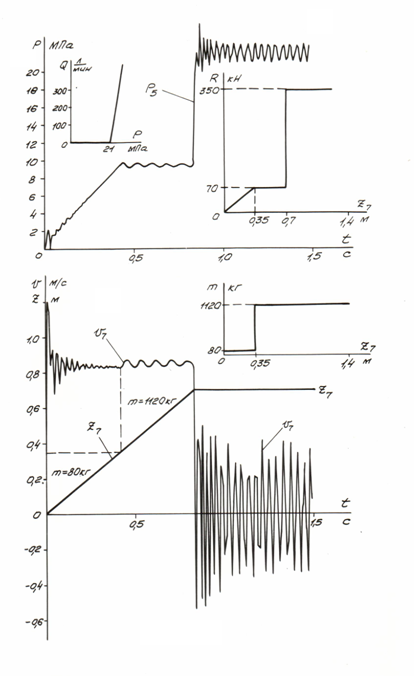 P МПа
Q л/мин
300
200
100
0
21
P
МПа
P₅
20
18
16
14
12
10
8
6
4
2
0
0,5
1,0
1,5
t
с
R кН
350
70
0
0,35
0,7
1,4
Z₇
м
v м/с
Z м
1,0
0,8
0,6
0,4
0,2
0
-0,2
-0,4
-0,6
v₇
Z₇
m=80кг
m=1120кг
0,5
1,5
t
с
Z₇
v₇
m кг
1120
80
0
0,35
1,4
Z₇
м